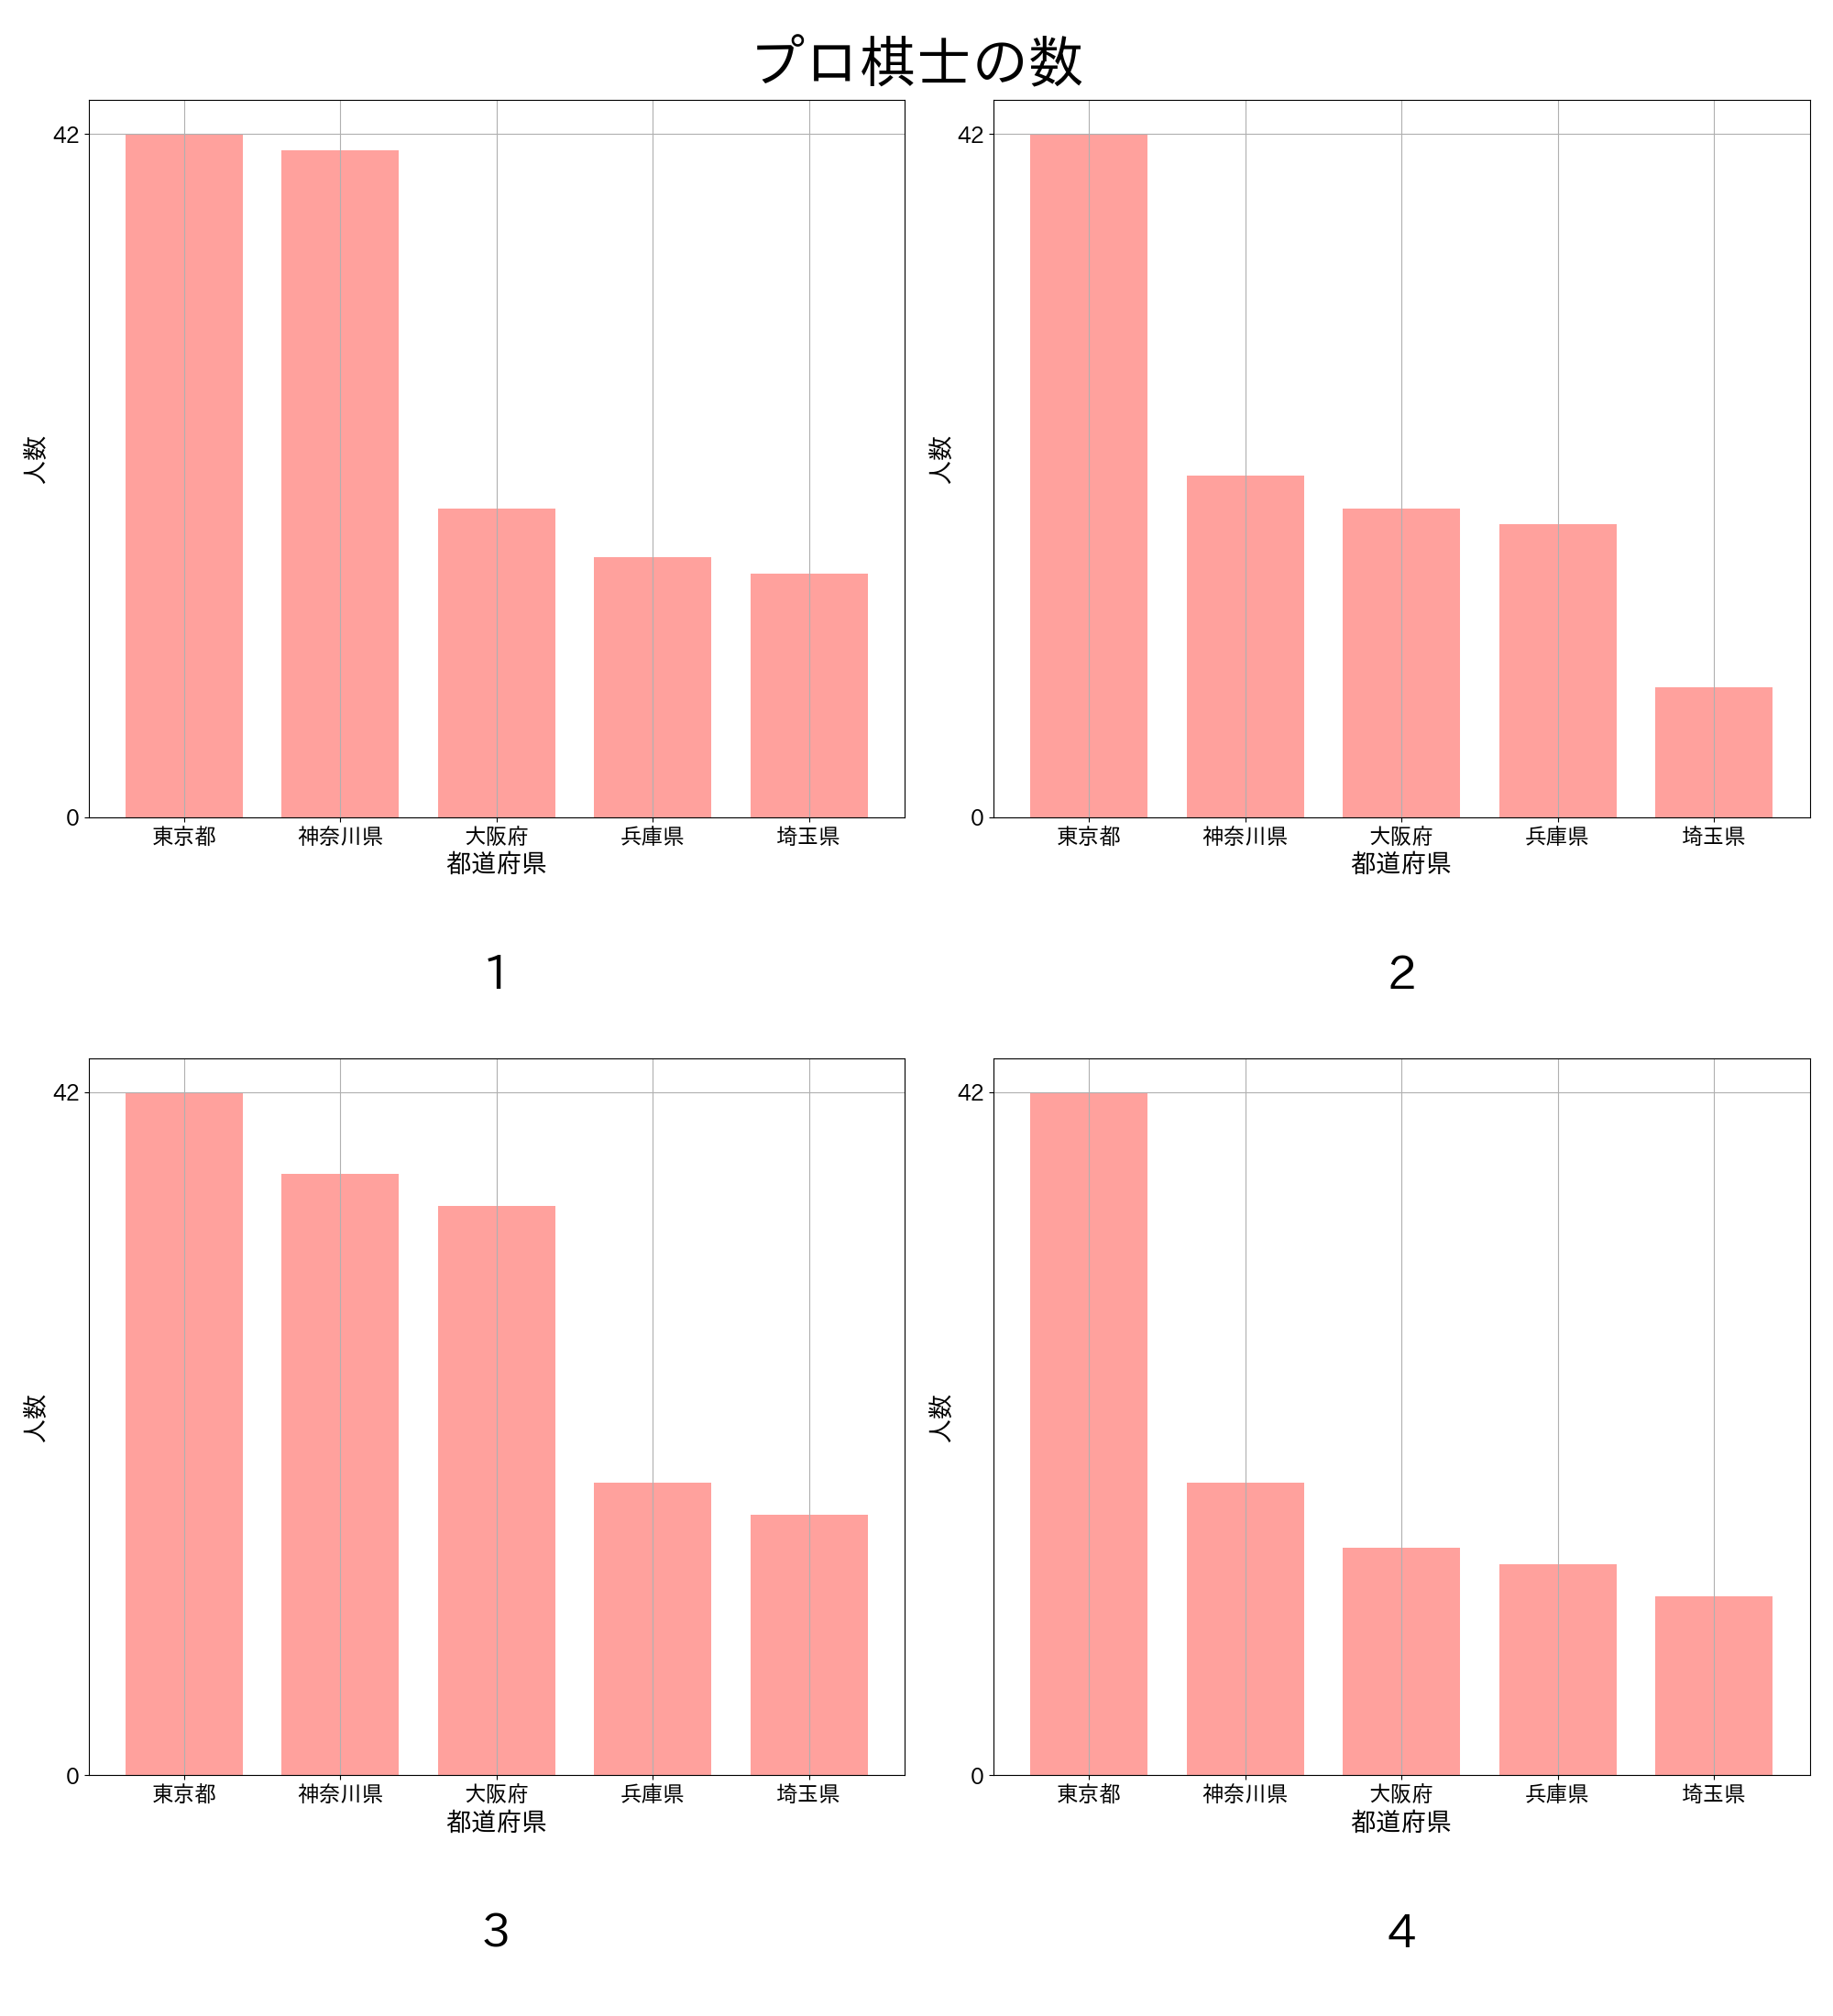 プロ棋士の数
42
0
人数
東京都 神奈川県 大阪府 兵庫県 埼玉県
都道府県
1
42
0
人数
東京都 神奈川県 大阪府 兵庫県 埼玉県
都道府県
2
42
0
人数
東京都 神奈川県 大阪府 兵庫県 埼玉県
都道府県
3
42
0
人数
東京都 神奈川県 大阪府 兵庫県 埼玉県
都道府県
4